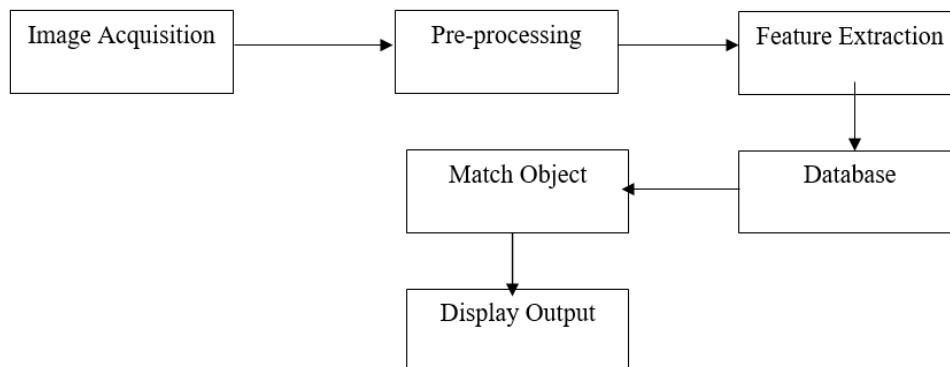 Image Acquisition
Pre-processing
Feature Extraction
Match Object
Database
Display Output